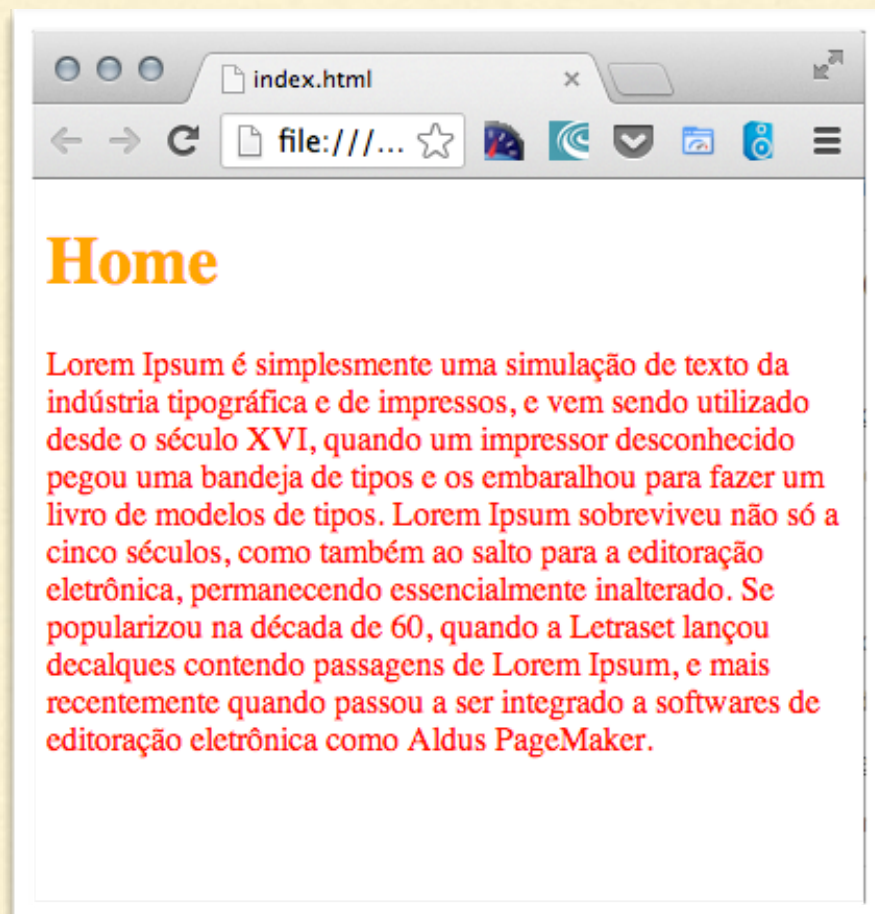 index.html
file:///...
Home
Lorem Ipsum é simplesmente uma simulação de texto da
indústria tipográfica e de impressos, e vem sendo utilizado
desde o século XVI, quando um impressor desconhecido
pegou uma bandeja de tipos e os embaralhou para fazer um
livro de modelos de tipos. Lorem Ipsum sobreviveu não só a
cinco séculos, como também ao salto para a editoração
eletrônica, permanecendo essencialmente inalterado. Se
popularizou na década de 60, quando a Letraset lançou
decalques contendo passagens de Lorem Ipsum, e mais
recentemente quando passou a ser integrado a softwares de
editoração eletrônica como Aldus PageMaker.